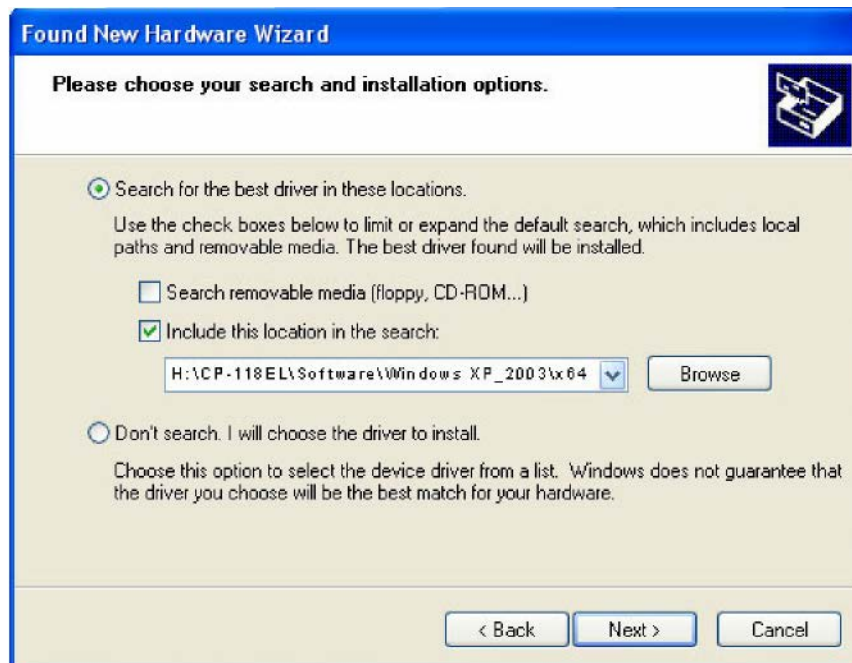 Found New Hardware Wizard
Please choose your search and installation options.
Search for the best driver in these locations.
Use the check boxes below to limit or expand the default search, which includes local
paths and removable media. The best driver found will be installed.
Search removable media (floppy, CD-ROM...)
Include this location in the search:
H:\CP-118EL\Software\Windows XP_2003\x64
Browse
Don't search. I will choose the driver to install.
Choose this option to select the device driver from a list. Windows does not guarantee that
the driver you choose will be the best match for your hardware.
< Back
Next >
Cancel